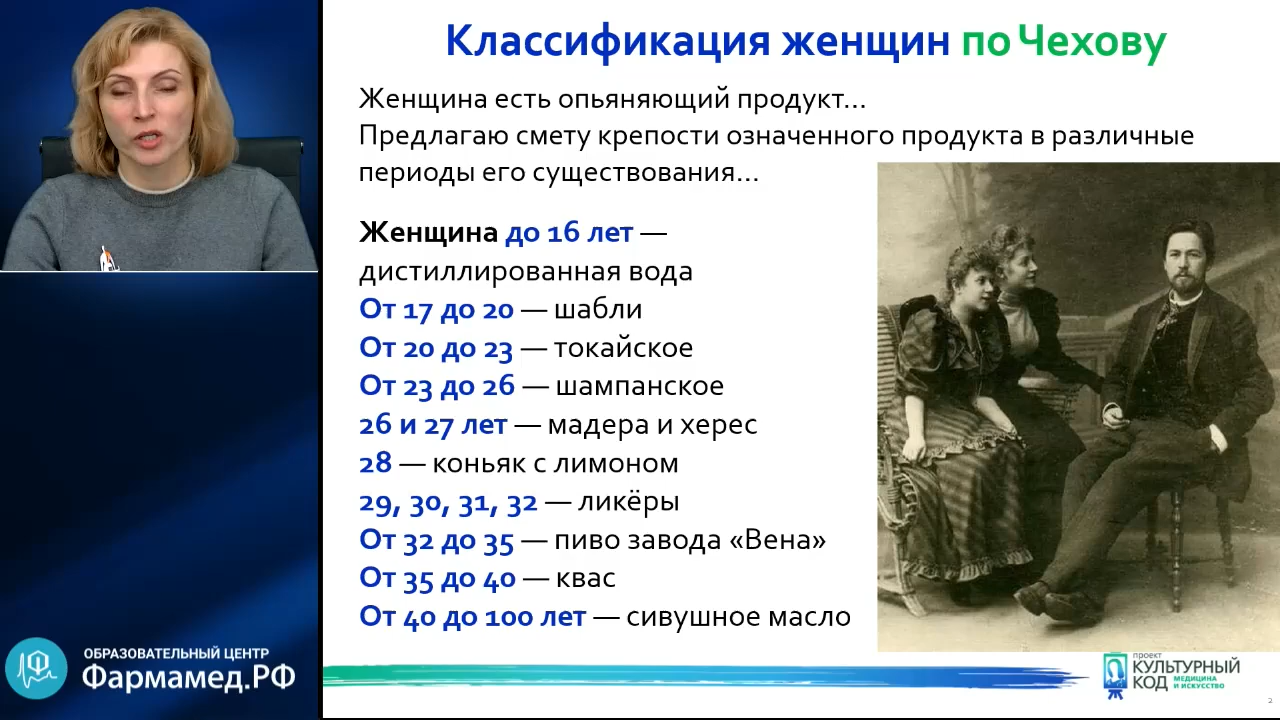 Классификация женщин по Чехову
Женщина есть опьяняющий продукт...
Предлагаю смету крепости означенного продукта в различные
периоды его существования...
Женщина до 16 лет —
дистиллированная вода
От 17 до 20 — шабли
От 20 до 23 — токайское
От 23 до 26 — шампанское
26 и 27 лет — мадера и херес
28 — коньяк с лимоном
29, 30, 31, 32 — ликёры
От 32 до 35 — пиво завода «Вена»
От 35 до 40 — квас
От 40 до 100 лет — сивушное масло
ОБРАЗОВАТЕЛЬНЫЙ ЦЕНТР
Фармамед.РФ
проект
КУЛЬТУРНЫЙ
КОД МЕДИЦИНА
И ИСКУССТВО
2